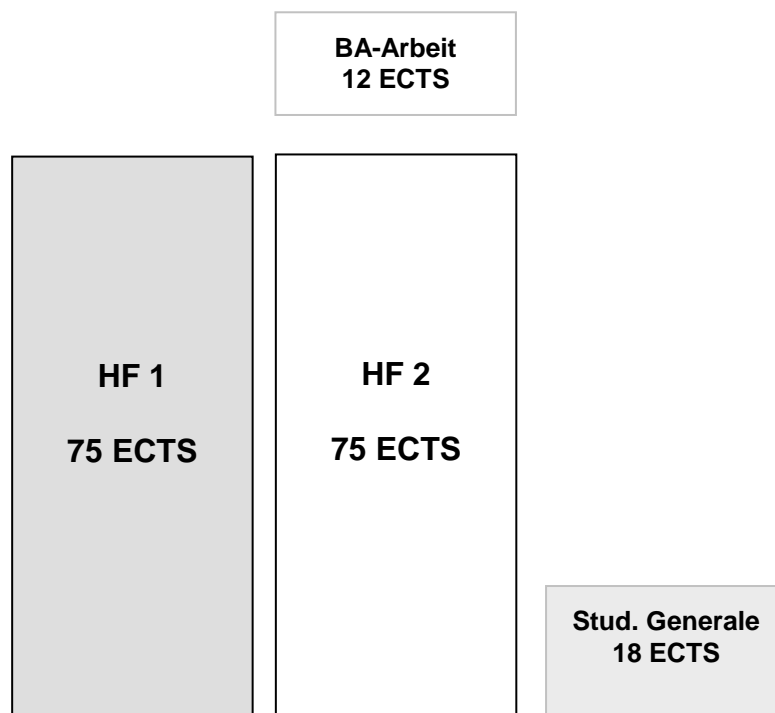 BA-Arbeit
12 ECTS
HF 1
75 ECTS
HF 2
75 ECTS
Stud. Generale
18 ECTS